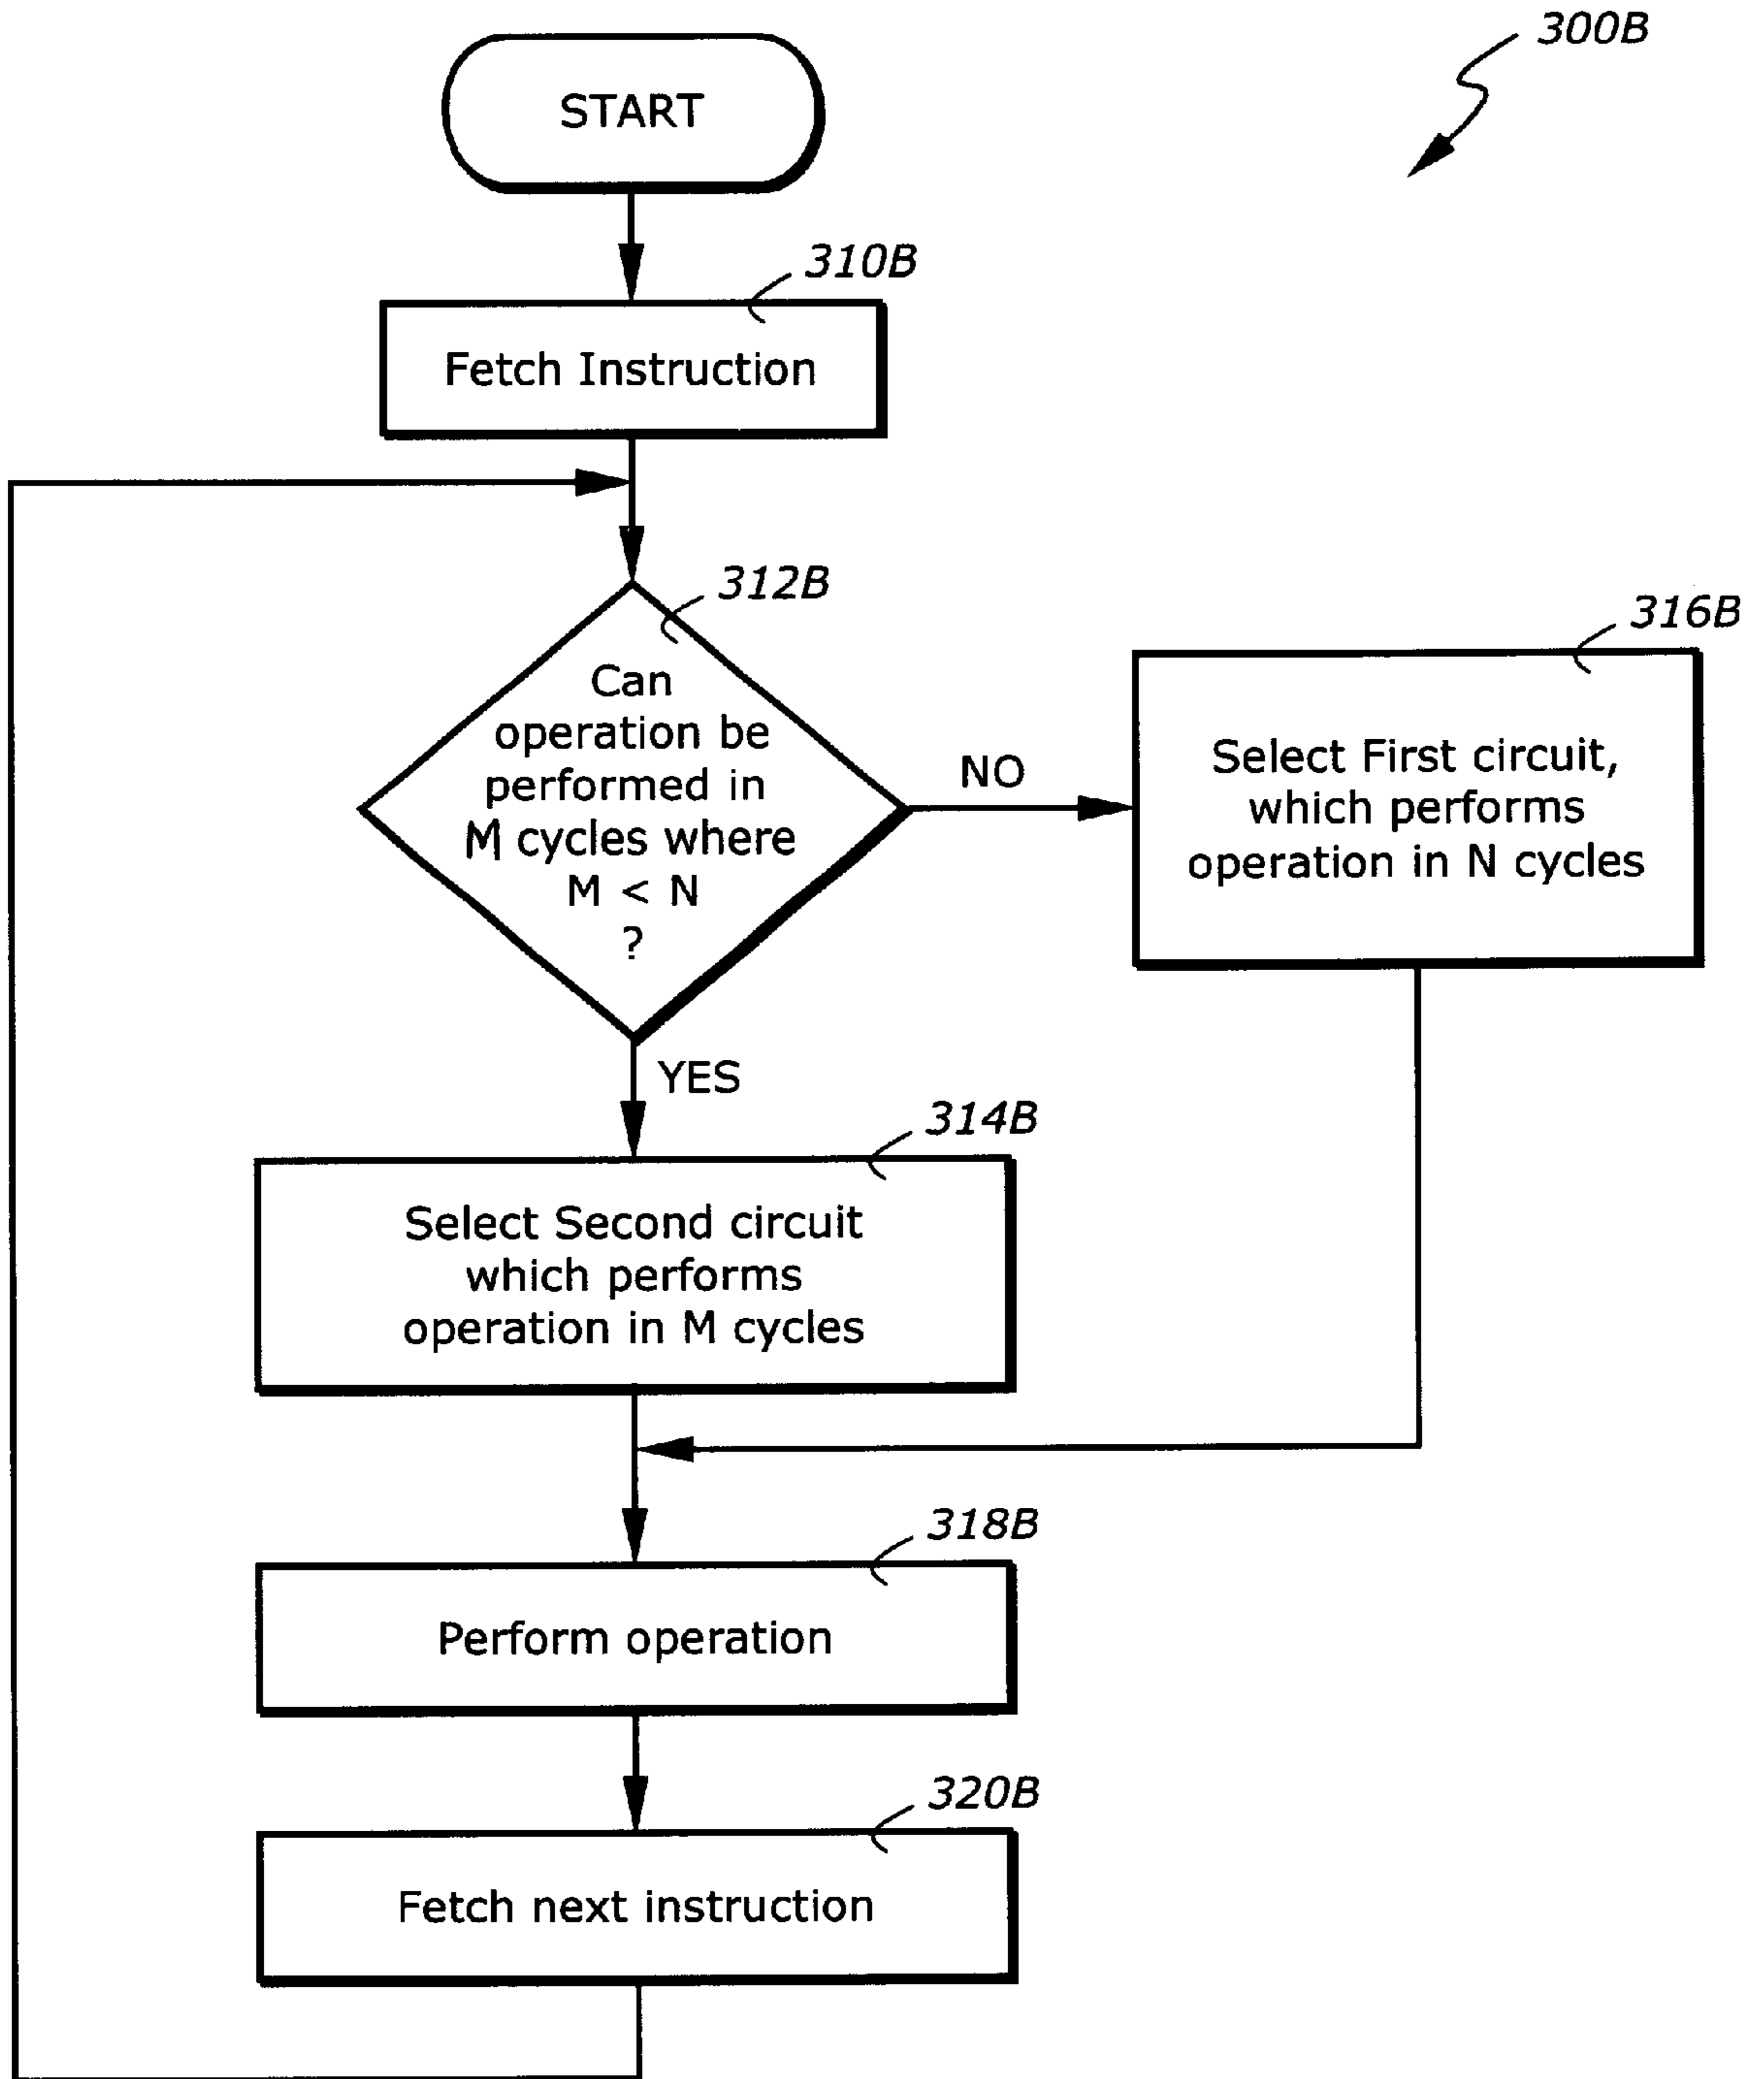 300B
START
310B
Fetch Instruction
312B
Can
operation be
performed in
M cycles where
M < N
?
NO
316B
Select First circuit,
which performs
operation in N cycles
YES
314B
Select Second circuit
which performs
operation in M cycles
318B
Perform operation
320B
Fetch next instruction